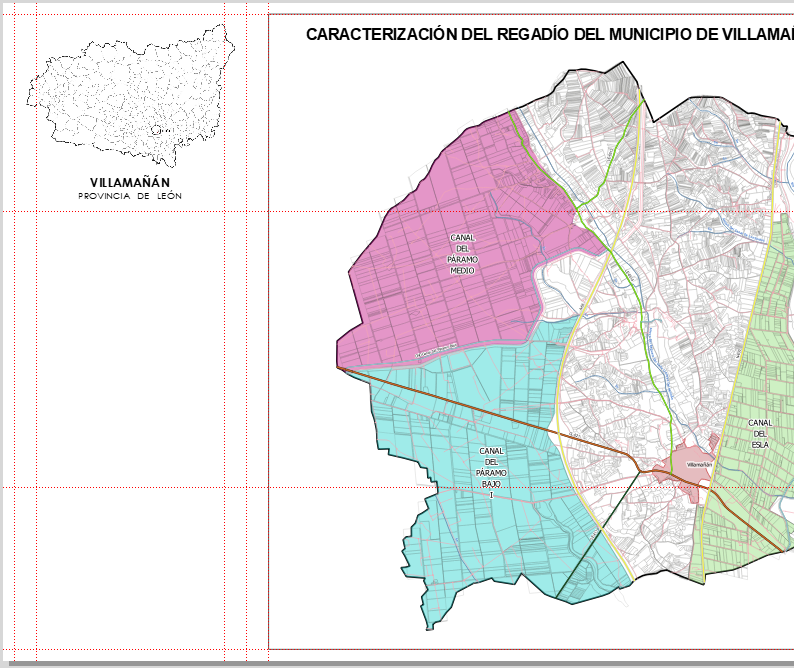 CARACTERIZACIÓN DEL REGADÍO DEL MUNICIPIO DE VILLAMAÑ
VILLAMAÑÁN
PROVINCIA DE LEÓN
CANAL
DEL
PÁRAMO
MEDIO
CANAL
DEL
ESLA
CANAL
DEL
PÁRAMO
BAJO
I
Villamañán